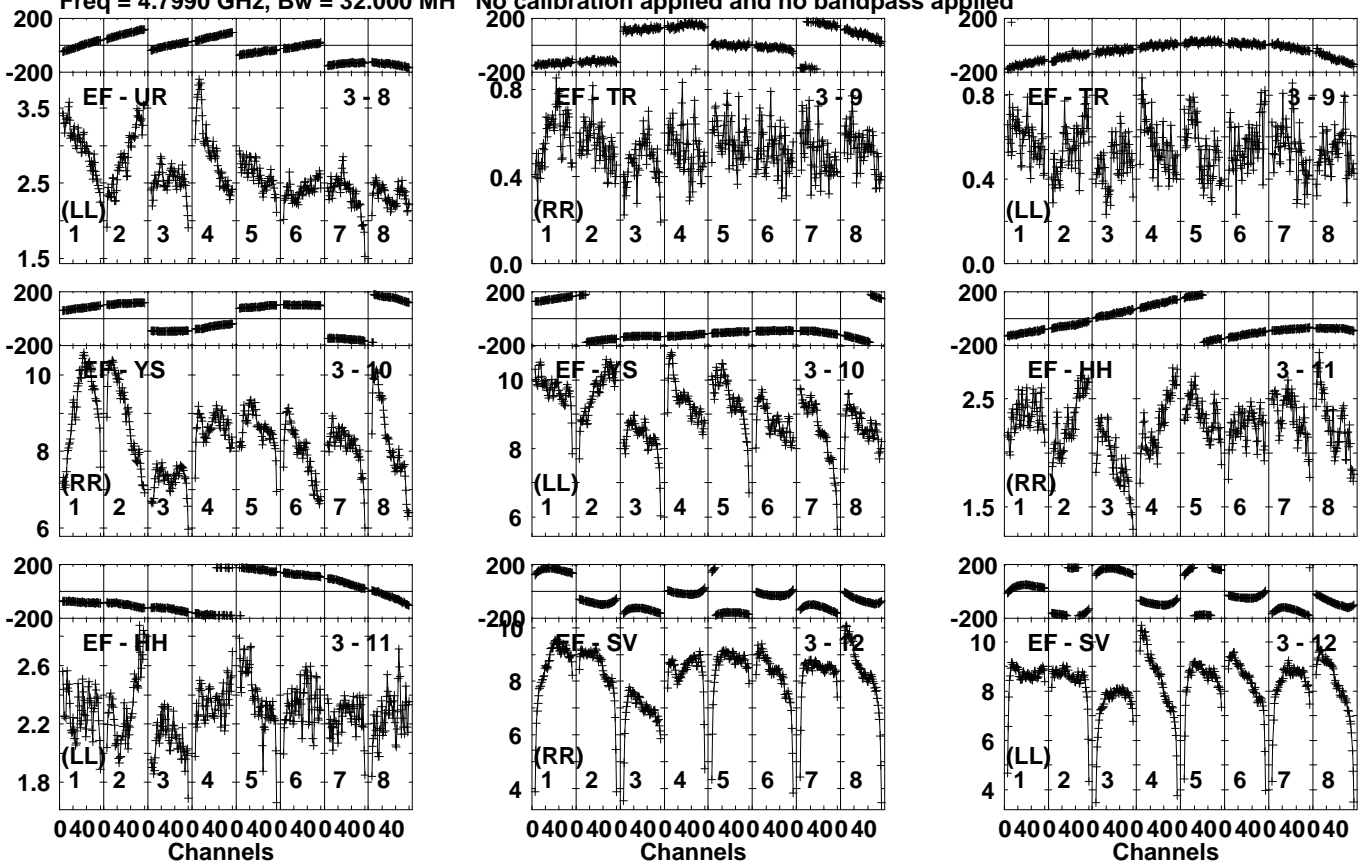 Freq = 4.7990 GHz, Bw = 32.000 MH No calibration applied and no bandpass applied
200
-200
EF - UR 3 - 8
3.5
2.5
1.5
(LL)
1 2 3 4 5 6 7 8
200
-200
EF - TR 3 - 9
0.8
0.4
0.0
(RR)
1 2 3 4 5 6 7 8
200
-200
EF - TR 3 - 9
0.8
0.4
0.0
(LL)
1 2 3 4 5 6 7 8
200
-200
EF - YS 3 - 10
10
8
6
(RR)
1 2 3 4 5 6 7 8
200
-200
EF - YS 3 - 10
10
8
6
(LL)
1 2 3 4 5 6 7 8
200
-200
EF - HH 3 - 11
2.5
1.5
(RR)
1 2 3 4 5 6 7 8
200
-200
EF - HH 3 - 11
2.6
2.2
1.8
(LL)
1 2 3 4 5 6 7 8
0 40 0 40 0 40 0 40 0 40 0 40 0 40 0 40
Channels
200
-200
EF - SV 3 - 12
10
8
6
4
(RR)
1 2 3 4 5 6 7 8
0 40 0 40 0 40 0 40 0 40 0 40 0 40 0 40
Channels
200
-200
EF - SV 3 - 12
10
8
6
4
(LL)
1 2 3 4 5 6 7 8
0 40 0 40 0 40 0 40 0 40 0 40 0 40 0 40
Channels